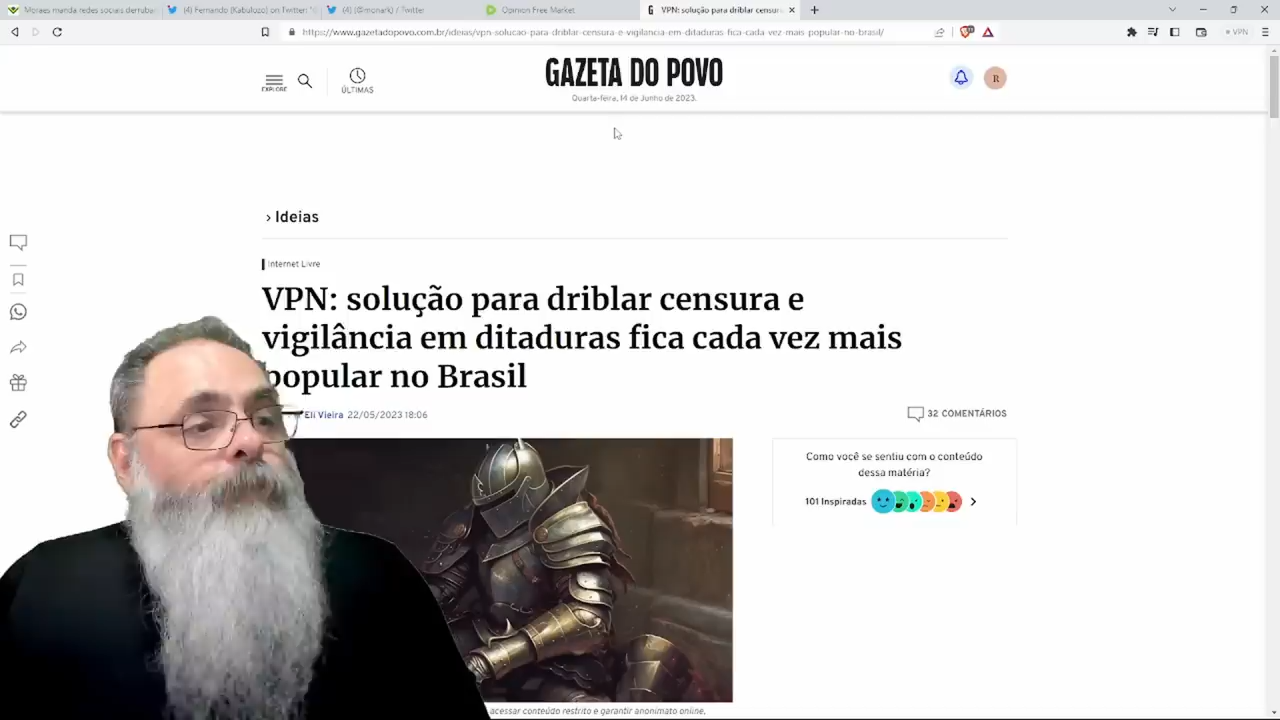 Moraes manda redes sociais derrubar
(4) Fernando (Kabulozo) on Twitter: "@
(4) (@monark) / Twitter
Opinion Free Market
VPN: solução para driblar censura
https://www.gazetadopovo.com.br/ideias/vpn-solucao-para-driblar-censura-e-vigilancia-em-ditaduras-fica-cada-vez-mais-popular-no-brasil/
VPN
EXPLORE
ÚLTIMAS
GAZETA DO POVO
Quarta-feira, 14 de Junho de 2023.
R
› Ideias
Internet Livre
VPN: solução para driblar censura e
vigilância em ditaduras fica cada vez mais
popular no Brasil
Eli Vieira 22/05/2023 18:06
32 COMENTÁRIOS
Como você se sentiu com o conteúdo
dessa matéria?
101 Inspiradas
acessar conteúdo restrito e garantir anonimato online,